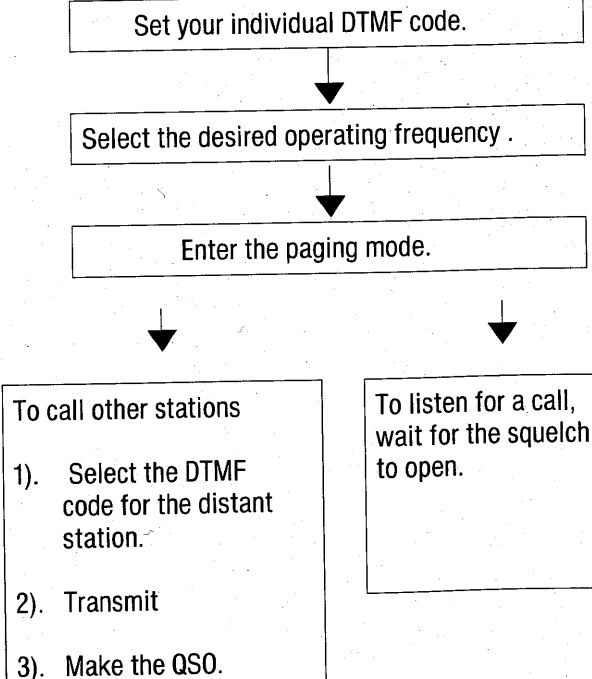 Set your individual DTMF code.
Select the desired operating frequency .
Enter the paging mode.
To call other stations
1). Select the DTMF
code for the distant
station.
2). Transmit
3). Make the QSO.
To listen for a call,
wait for the squelch
to open.